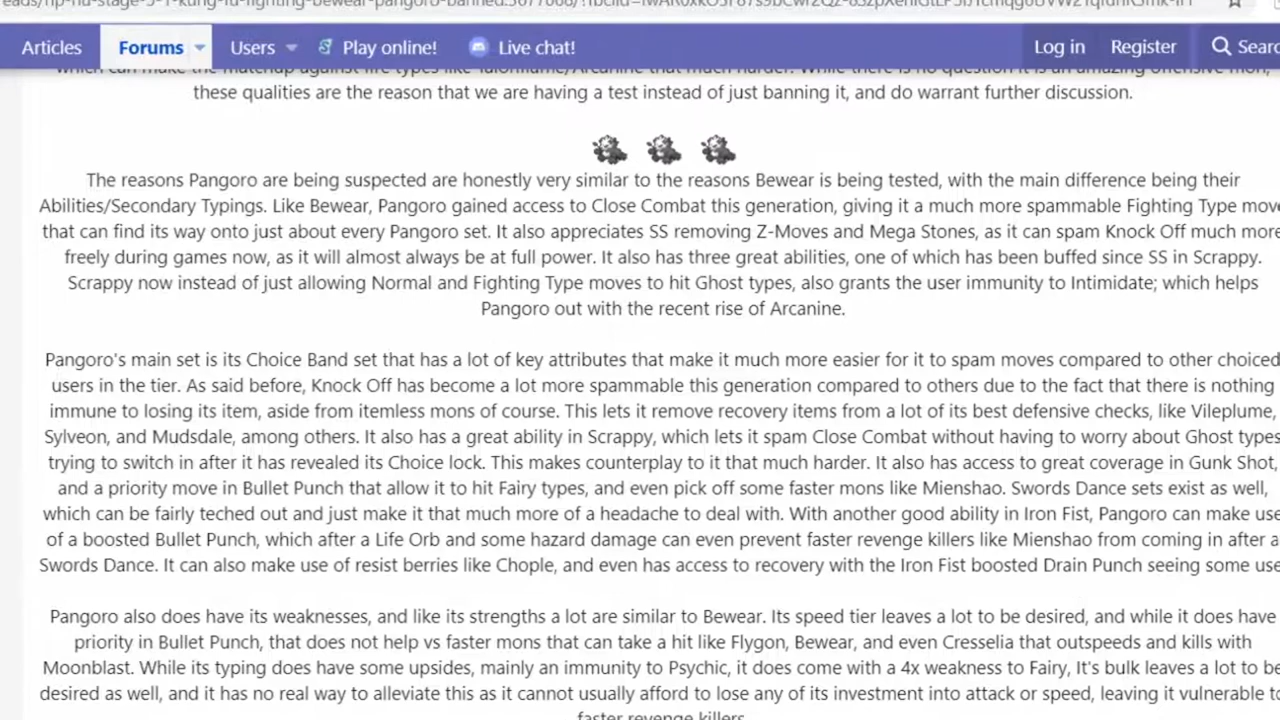 Articles Forums Users Play online! Live chat! Log in Register
these qualities are the reason that we are having a test instead of just banning it, and do warrant further discussion.
The reasons Pangoro are being suspected are honestly very similar to the reasons Bewear is being tested, with the main difference being their
Abilities/Secondary Typings. Like Bewear, Pangoro gained access to Close Combat this generation, giving it a much more spammable Fighting Type move
that can find its way onto just about every Pangoro set. It also appreciates SS removing Z-Moves and Mega Stones, as it can spam Knock Off much more
freely during games now, as it will almost always be at full power. It also has three great abilities, one of which has been buffed since SS in Scrappy.
Scrappy now instead of just allowing Normal and Fighting Type moves to hit Ghost types, also grants the user immunity to Intimidate; which helps
Pangoro out with the recent rise of Arcanine.
Pangoro's main set is its Choice Band set that has a lot of key attributes that make it much more easier for it to spam moves compared to other choiced
users in the tier. As said before, Knock Off has become a lot more spammable this generation compared to others due to the fact that there is nothing
immune to losing its item, aside from itemless mons of course. This lets it remove recovery items from a lot of its best defensive checks, like Vileplume,
Sylveon, and Mudsdale, among others. It also has a great ability in Scrappy, which lets it spam Close Combat without having to worry about Ghost types
trying to switch in after it has revealed its Choice lock. This makes counterplay to it that much harder. It also has access to great coverage in Gunk Shot,
and a priority move in Bullet Punch that allow it to hit Fairy types, and even pick off some faster mons like Mienshao. Swords Dance sets exist as well,
which can be fairly teched out and just make it that much more of a headache to deal with. With another good ability in Iron Fist, Pangoro can make use
of a boosted Bullet Punch, which after a Life Orb and some hazard damage can even prevent faster revenge killers like Mienshao from coming in after a
Swords Dance. It can also make use of resist berries like Chople, and even has access to recovery with the Iron Fist boosted Drain Punch seeing some use
Pangoro also does have its weaknesses, and like its strengths a lot are similar to Bewear. Its speed tier leaves a lot to be desired, and while it does have
priority in Bullet Punch, that does not help vs faster mons that can take a hit like Flygon, Bewear, and even Cresselia that outspeeds and kills with
Moonblast. While its typing does have some upsides, mainly an immunity to Psychic, it does come with a 4x weakness to Fairy, It's bulk leaves a lot to be
desired as well, and it has no real way to alleviate this as it cannot usually afford to lose any of its investment into attack or speed, leaving it vulnerable to
faster revenge killers